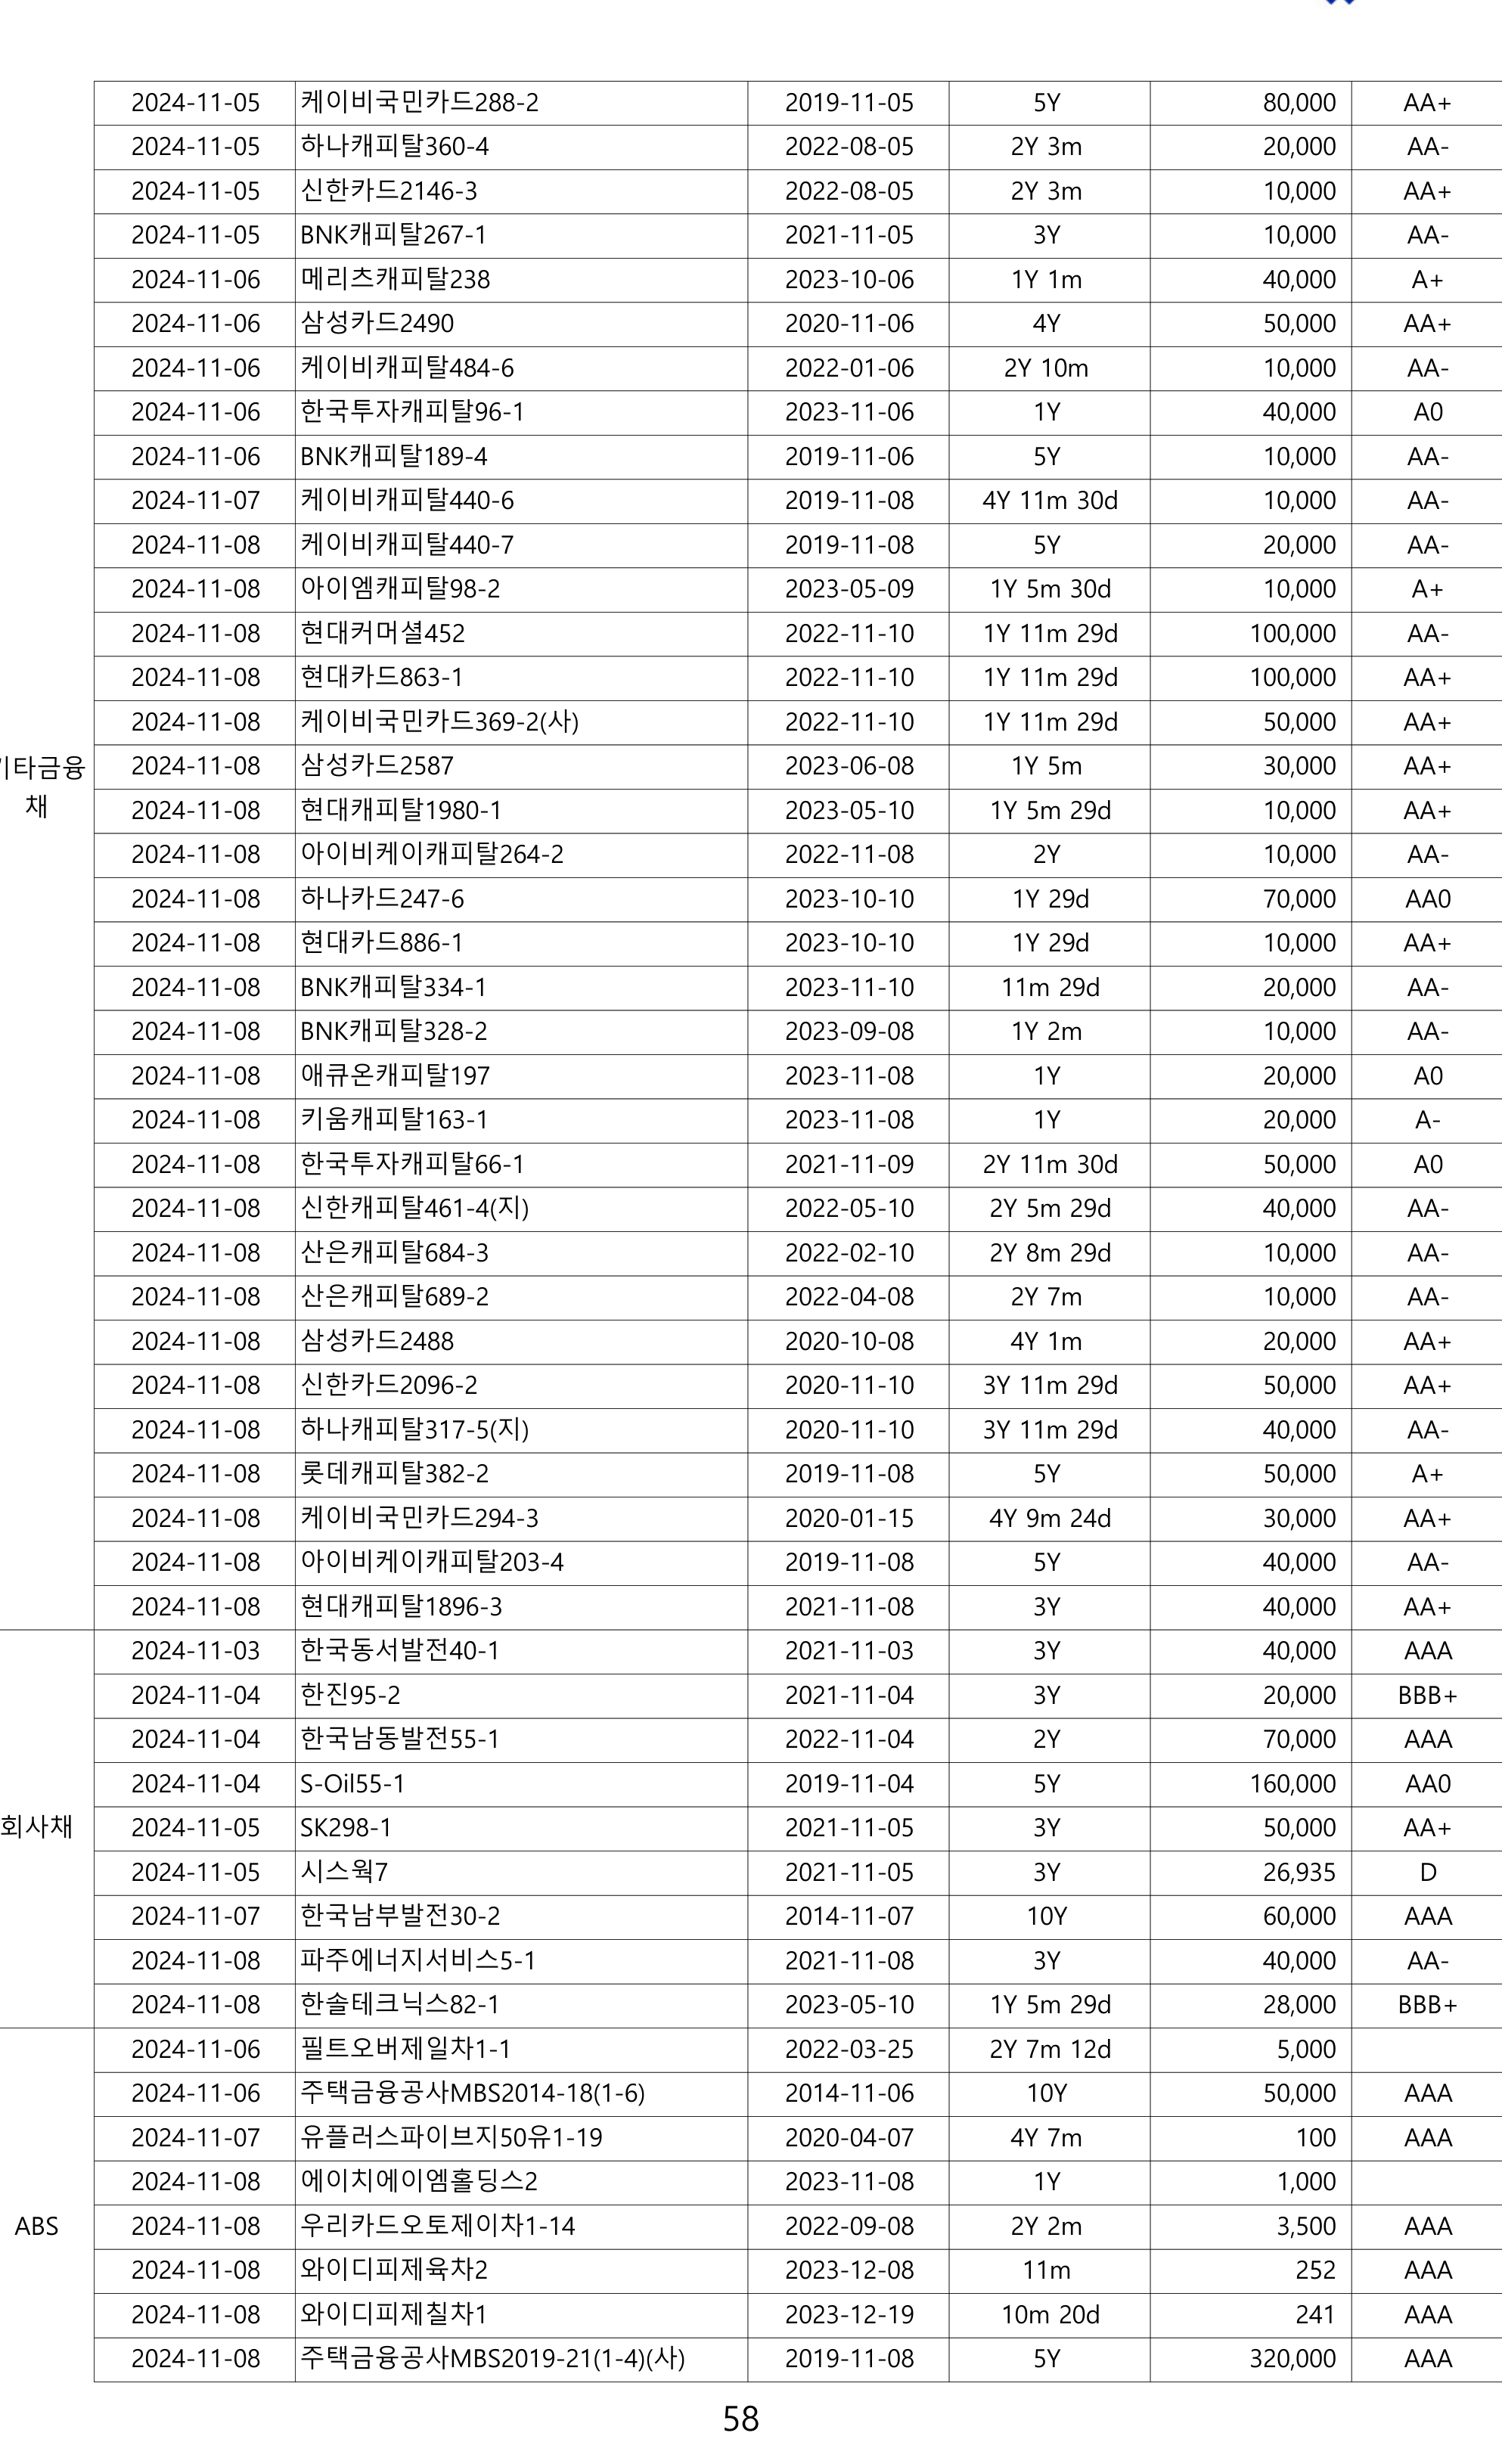 2024-11-05 케이비국민카드288-2 2019-11-05 5Y 80,000 AA+
2024-11-05 하나캐피탈360-4 2022-08-05 2Y 3m 20,000 AA-
2024-11-05 신한카드2146-3 2022-08-05 2Y 3m 10,000 AA+
2024-11-05 BNK캐피탈267-1 2021-11-05 3Y 10,000 AA-
2024-11-06 메리츠캐피탈238 2023-10-06 1Y 1m 40,000 A+
2024-11-06 삼성카드2490 2020-11-06 4Y 50,000 AA+
2024-11-06 케이비캐피탈484-6 2022-01-06 2Y 10m 10,000 AA-
2024-11-06 한국투자캐피탈96-1 2023-11-06 1Y 40,000 A0
2024-11-06 BNK캐피탈189-4 2019-11-06 5Y 10,000 AA-
2024-11-07 케이비캐피탈440-6 2019-11-08 4Y 11m 30d 10,000 AA-
2024-11-08 케이비캐피탈440-7 2019-11-08 5Y 20,000 AA-
2024-11-08 아이엠캐피탈98-2 2023-05-09 1Y 5m 30d 10,000 A+
2024-11-08 현대커머셜452 2022-11-10 1Y 11m 29d 100,000 AA-
2024-11-08 현대카드863-1 2022-11-10 1Y 11m 29d 100,000 AA+
2024-11-08 케이비국민카드369-2(사) 2022-11-10 1Y 11m 29d 50,000 AA+
기타금융
채
2024-11-08 삼성카드2587 2023-06-08 1Y 5m 30,000 AA+
2024-11-08 현대캐피탈1980-1 2023-05-10 1Y 5m 29d 10,000 AA+
2024-11-08 아이비케이캐피탈264-2 2022-11-08 2Y 10,000 AA-
2024-11-08 하나카드247-6 2023-10-10 1Y 29d 70,000 AA0
2024-11-08 현대카드886-1 2023-10-10 1Y 29d 10,000 AA+
2024-11-08 BNK캐피탈334-1 2023-11-10 11m 29d 20,000 AA-
2024-11-08 BNK캐피탈328-2 2023-09-08 1Y 2m 10,000 AA-
2024-11-08 애큐온캐피탈197 2023-11-08 1Y 20,000 A0
2024-11-08 키움캐피탈163-1 2023-11-08 1Y 20,000 A-
2024-11-08 한국투자캐피탈66-1 2021-11-09 2Y 11m 30d 50,000 A0
2024-11-08 신한캐피탈461-4(지) 2022-05-10 2Y 5m 29d 40,000 AA-
2024-11-08 산은캐피탈684-3 2022-02-10 2Y 8m 29d 10,000 AA-
2024-11-08 산은캐피탈689-2 2022-04-08 2Y 7m 10,000 AA-
2024-11-08 삼성카드2488 2020-10-08 4Y 1m 20,000 AA+
2024-11-08 신한카드2096-2 2020-11-10 3Y 11m 29d 50,000 AA+
2024-11-08 하나캐피탈317-5(지) 2020-11-10 3Y 11m 29d 40,000 AA-
2024-11-08 롯데캐피탈382-2 2019-11-08 5Y 50,000 A+
2024-11-08 케이비국민카드294-3 2020-01-15 4Y 9m 24d 30,000 AA+
2024-11-08 아이비케이캐피탈203-4 2019-11-08 5Y 40,000 AA-
2024-11-08 현대캐피탈1896-3 2021-11-08 3Y 40,000 AA+
2024-11-03 한국동서발전40-1 2021-11-03 3Y 40,000 AAA
2024-11-04 한진95-2 2021-11-04 3Y 20,000 BBB+
2024-11-04 한국남동발전55-1 2022-11-04 2Y 70,000 AAA
2024-11-04 S-Oil55-1 2019-11-04 5Y 160,000 AA0
회사채 2024-11-05 SK298-1 2021-11-05 3Y 50,000 AA+
2024-11-05 시스웍7 2021-11-05 3Y 26,935 D
2024-11-07 한국남부발전30-2 2014-11-07 10Y 60,000 AAA
2024-11-08 파주에너지서비스5-1 2021-11-08 3Y 40,000 AA-
2024-11-08 한솔테크닉스82-1 2023-05-10 1Y 5m 29d 28,000 BBB+
2024-11-06 필트오버제일차1-1 2022-03-25 2Y 7m 12d 5,000
2024-11-06 주택금융공사MBS2014-18(1-6) 2014-11-06 10Y 50,000 AAA
2024-11-07 유플러스파이브지50유1-19 2020-04-07 4Y 7m 100 AAA
2024-11-08 에이치에이엠홀딩스2 2023-11-08 1Y 1,000
ABS 2024-11-08 우리카드오토제이차1-14 2022-09-08 2Y 2m 3,500 AAA
2024-11-08 와이디피제육차2 2023-12-08 11m 252 AAA
2024-11-08 와이디피제칠차1 2023-12-19 10m 20d 241 AAA
2024-11-08 주택금융공사MBS2019-21(1-4)(사) 2019-11-08 5Y 320,000 AAA
58